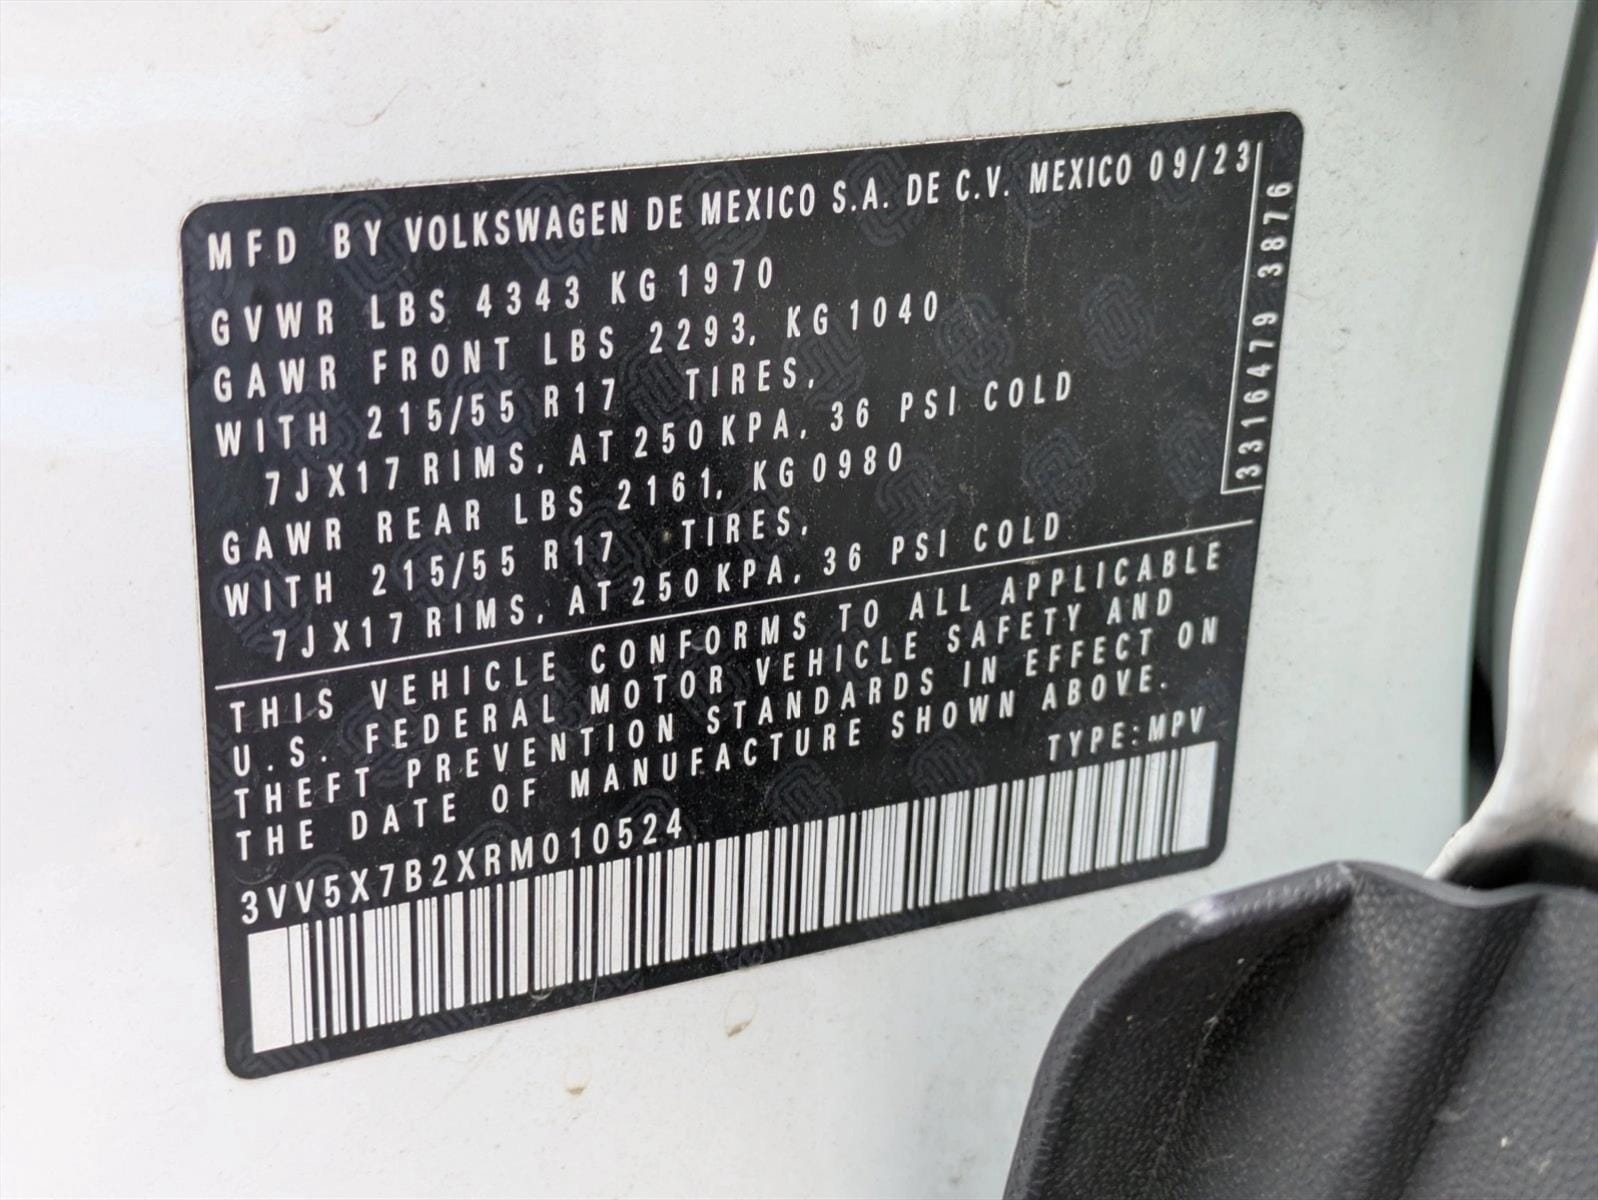 MFD BY VOLKSWAGEN DE MEXICO S.A. DE C.V. MEXICO 09/23
GVWR LBS 4343 KG 1970
GAWR FRONT LBS 2293, KG 1040
WITH 215/55 R17 TIRES,
7JX17 RIMS, AT 250 KPA, 36 PSI COLD
GAWR REAR LBS 2161, KG 0980
WITH 215/55 R17 TIRES,
7JX17 RIMS, AT 250 KPA, 36 PSI COLD
THIS VEHICLE CONFORMS TO ALL APPLICABLE
U.S. FEDERAL MOTOR VEHICLE SAFETY AND
THEFT PREVENTION STANDARDS IN EFFECT ON
THE DATE OF MANUFACTURE SHOWN ABOVE.
TYPE: MPV
3VV5X7B2XRM010524
3316479 3876